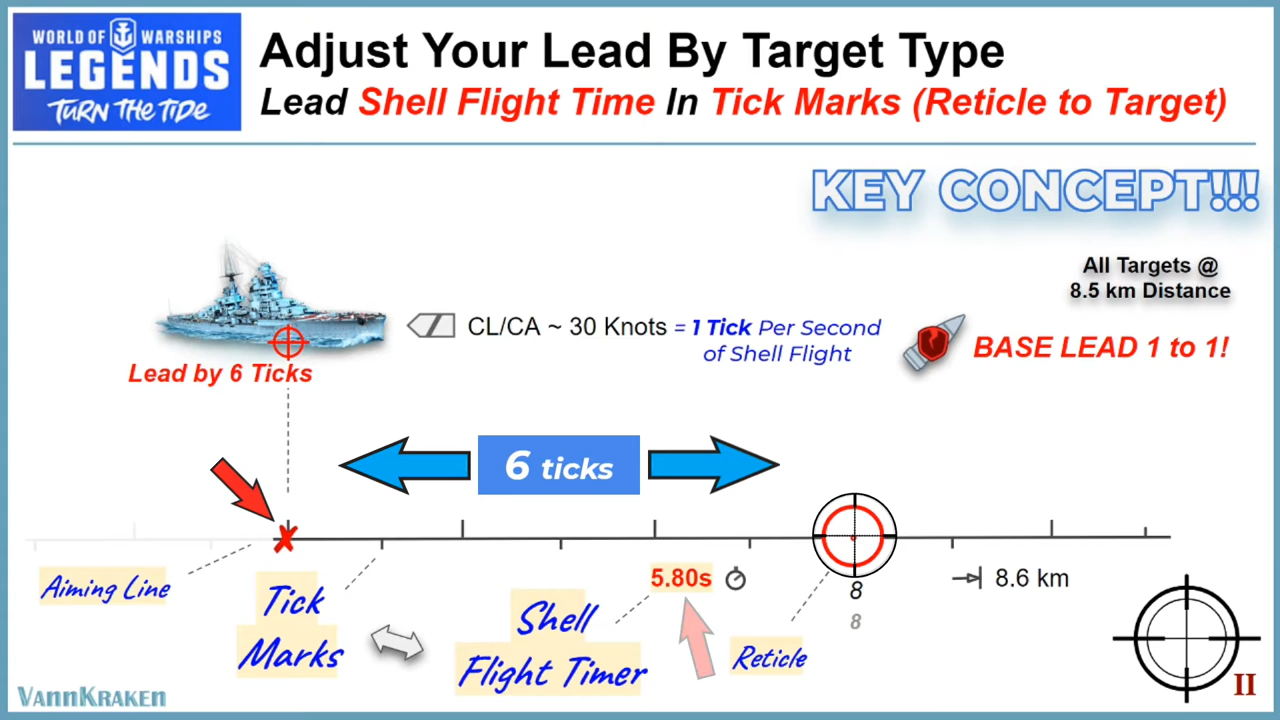 WORLD OF WARSHIPS
LEGENDS
TURN THE TIDE
Adjust Your Lead By Target Type
Lead Shell Flight Time In Tick Marks (Reticle to Target)
KEY CONCEPT!!!
All Targets @
8.5 km Distance
CL/CA ~ 30 Knots = 1 Tick Per Second
of Shell Flight
BASE LEAD 1 to 1!
Lead by 6 Ticks
6 ticks
Aiming Line
Tick
Marks
Shell
Flight Timer
5.80s
Reticle
8
8
8.6 km
II
VANNKRAKEN